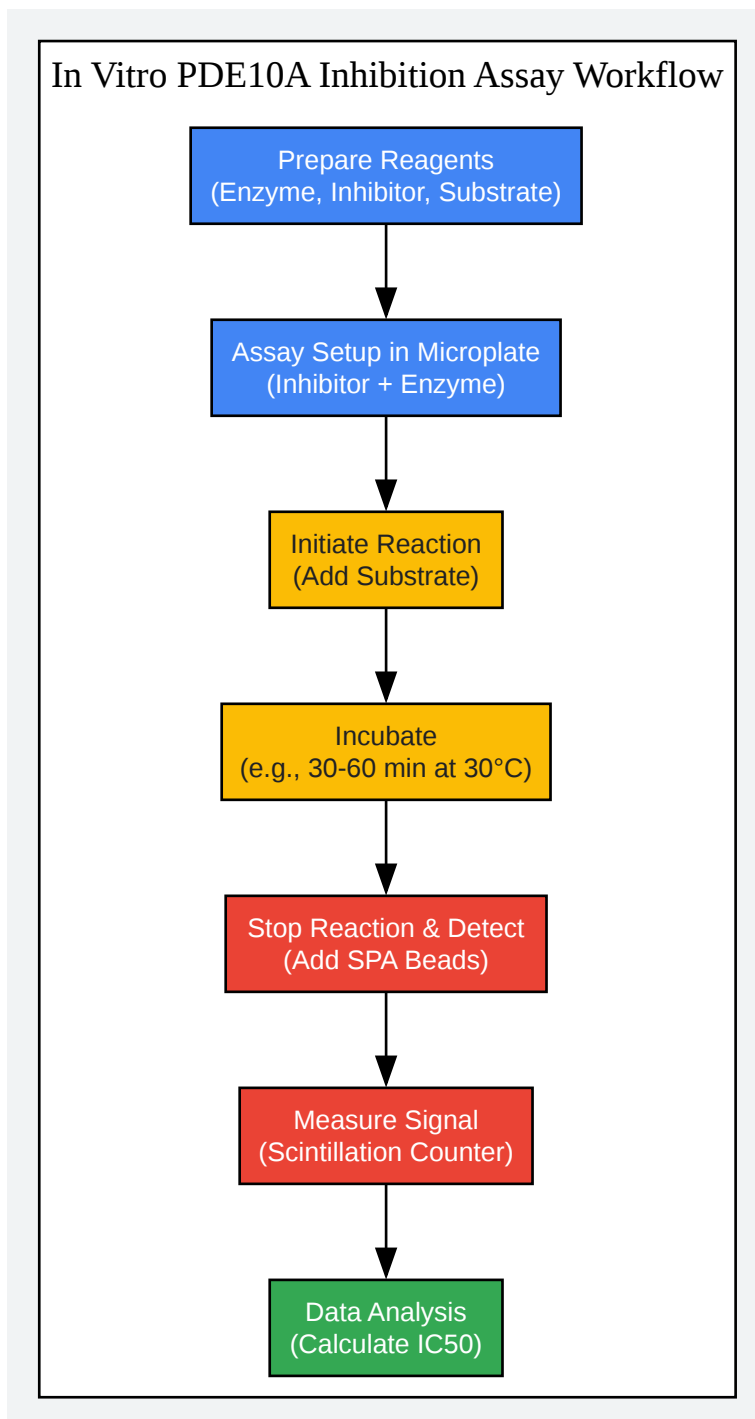 In Vitro PDE10A Inhibition Assay Workflow
Prepare Reagents
(Enzyme, Inhibitor, Substrate)
Assay Setup in Microplate
(Inhibitor + Enzyme)
Initiate Reaction
(Add Substrate)
Incubate
(e.g., 30-60 min at 30°C)
Stop Reaction & Detect
(Add SPA Beads)
Measure Signal
(Scintillation Counter)
Data Analysis
(Calculate IC50)